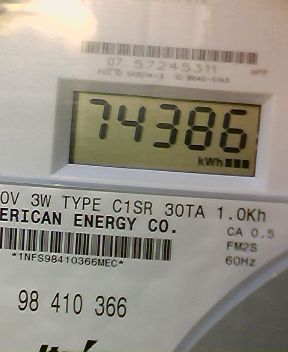 07 57245311
74386
kWh
0V 3W TYPE C1SR 30TA 1.0Kh
ERICAN ENERGY CO.
CA 0.5
FM2S
60Hz
*1NFS98410366MEC*
98 410 366